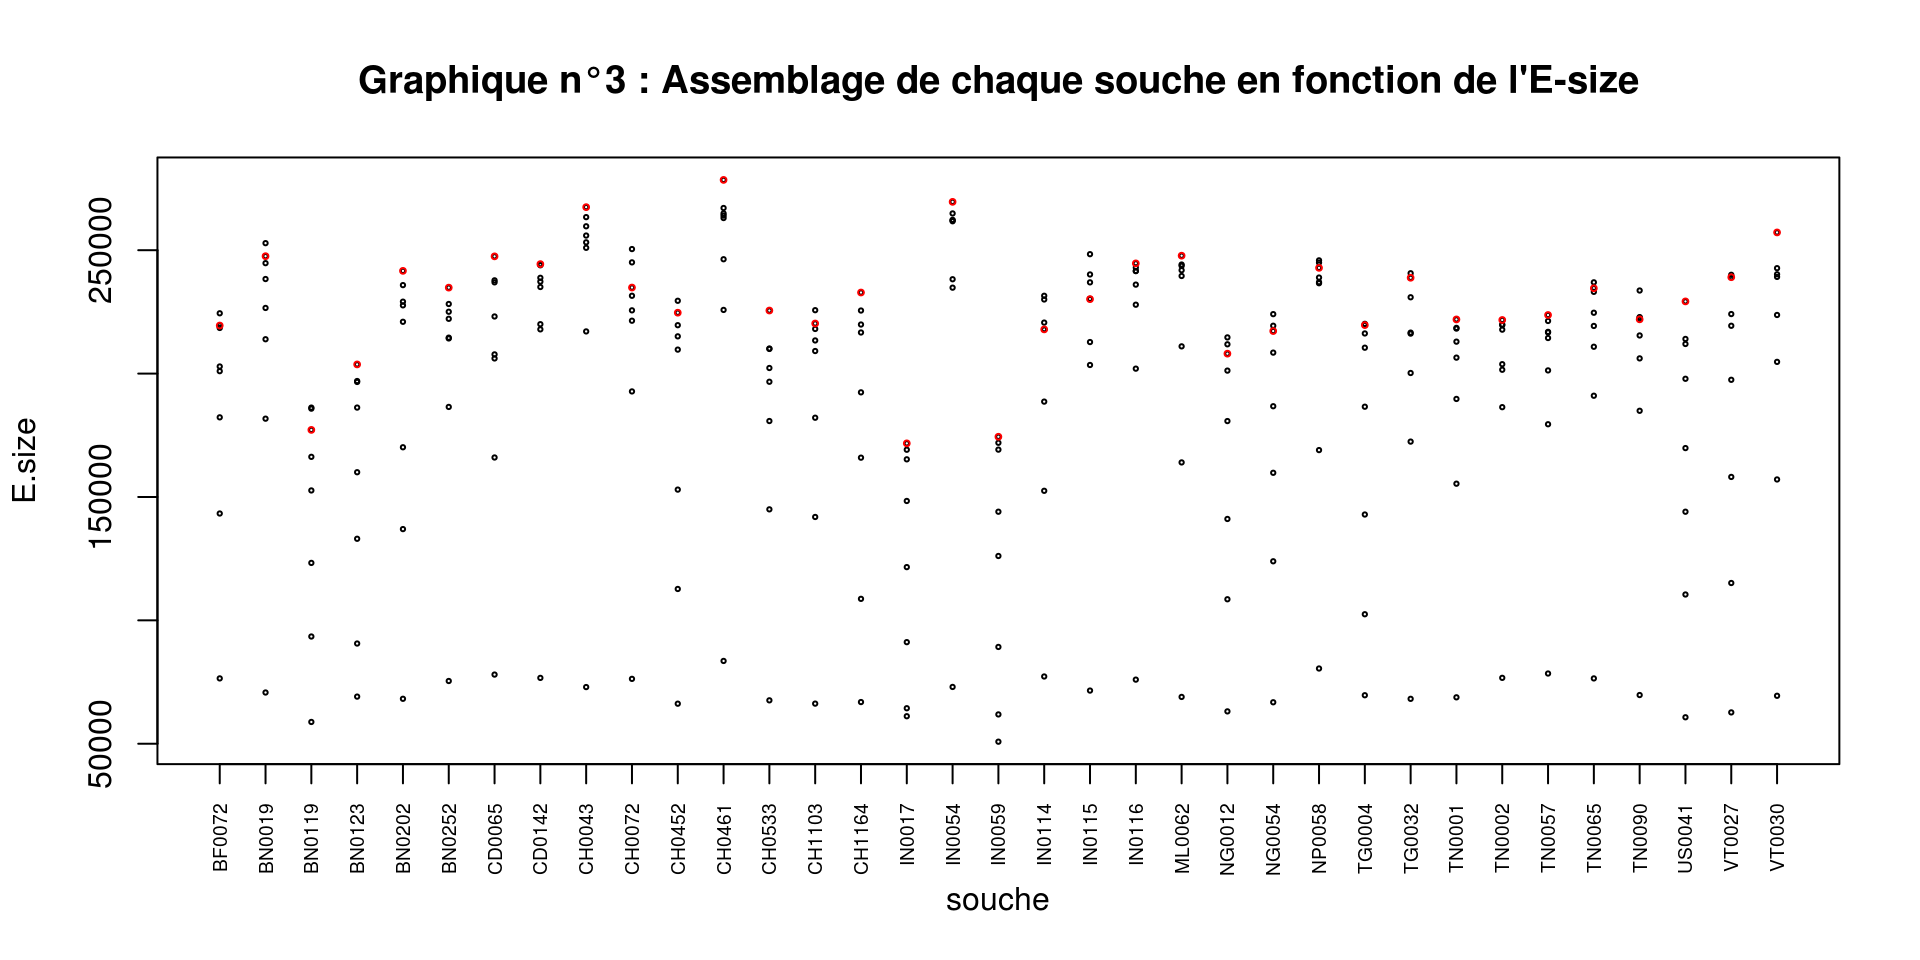 Graphique n°3 : Assemblage de chaque souche en fonction de l'E-size
E.size
250000
150000
50000
BF0072 BN0019 BN0119 BN0123 BN0202 BN0252 CD0065 CD0142 CH0043 CH0072 CH0452 CH0461 CH0533 CH1103 CH1164 IN0017 IN0054 IN0059 IN0114 IN0115 IN0116 ML0062 NG0012 NG0054 NP0058 TG0004 TG0032 TN0001 TN0002 TN0057 TN0065 TN0090 US0041 VT0027 VT0030
souche